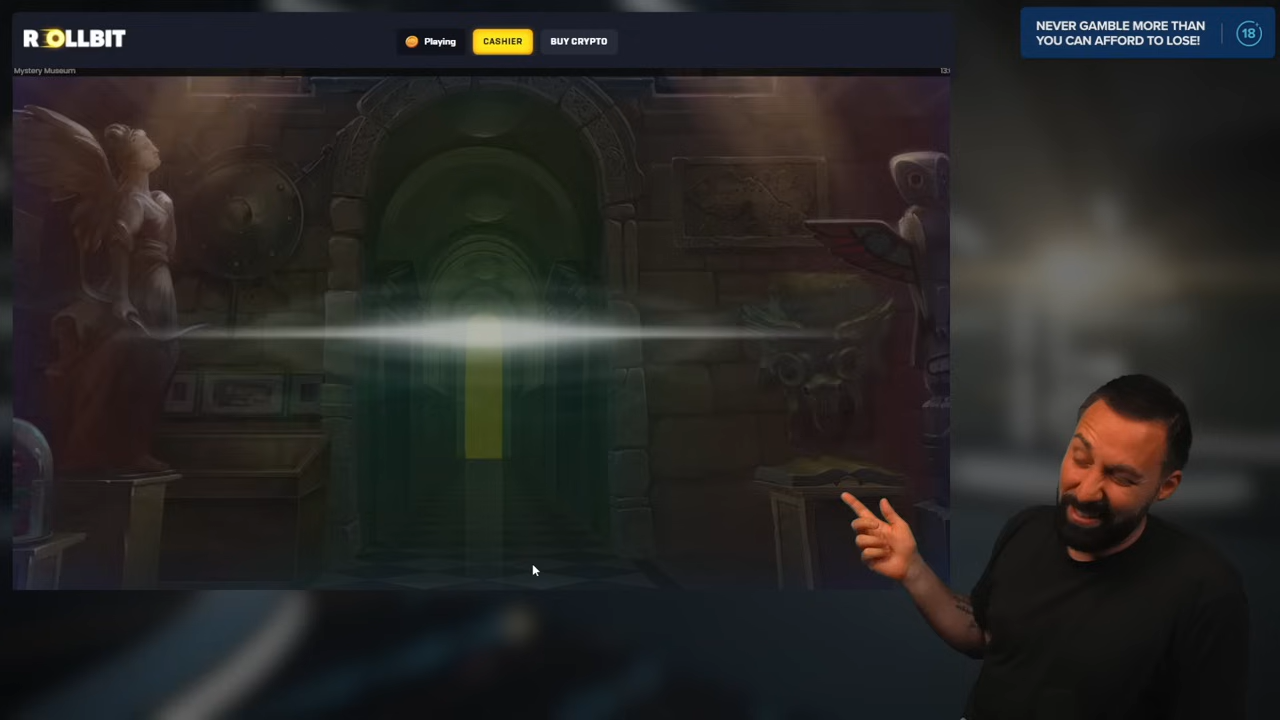 ROLLBIT
Playing
CASHIER
BUY CRYPTO
NEVER GAMBLE MORE THAN
YOU CAN AFFORD TO LOSE!
18+
Mystery Museum